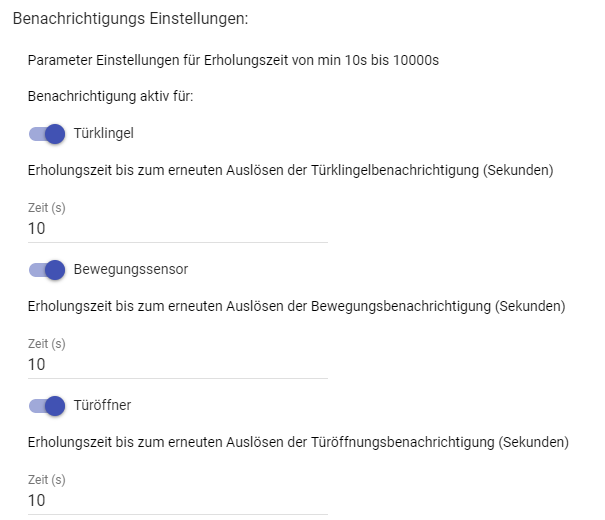 Benachrichtigungs Einstellungen:
Parameter Einstellungen für Erholungszeit von min 10s bis 10000s
Benachrichtigung aktiv für:
Türklingel
Erholungszeit bis zum erneuten Auslösen der Türklingelbenachrichtigung (Sekunden)
Zeit (s)
10
Bewegungssensor
Erholungszeit bis zum erneuten Auslösen der Bewegungsbenachrichtigung (Sekunden)
Zeit (s)
10
Türöffner
Erholungszeit bis zum erneuten Auslösen der Türöffnungsbenachrichtigung (Sekunden)
Zeit (s)
10